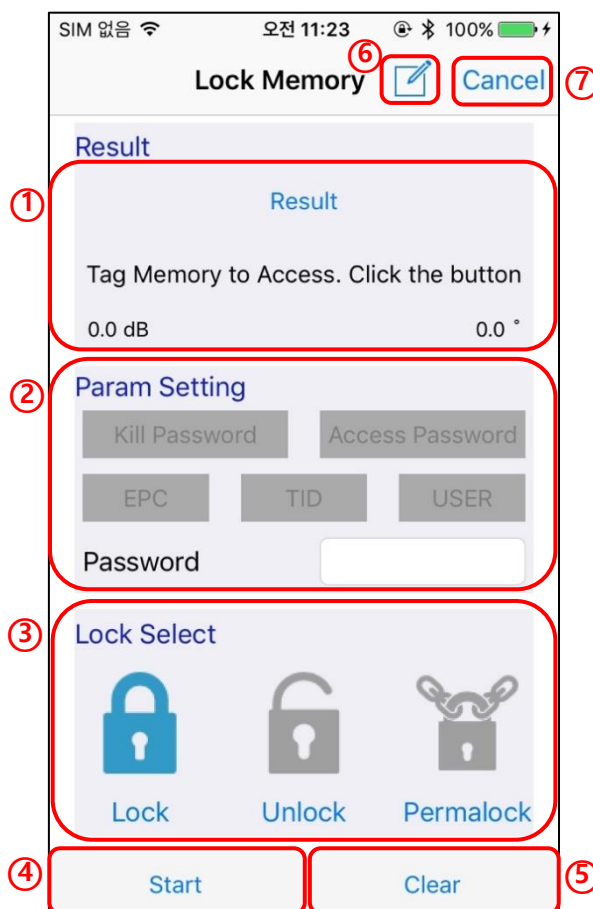 SIM 없음 오전 11:23 100%
⑥
Lock Memory Cancel ⑦
Result
①
Result
Tag Memory to Access. Click the button
0.0 dB 0.0 °
②
Param Setting
Kill Password Access Password
EPC TID USER
Password
③
Lock Select
Lock Unlock Permalock
④ Start Clear ⑤